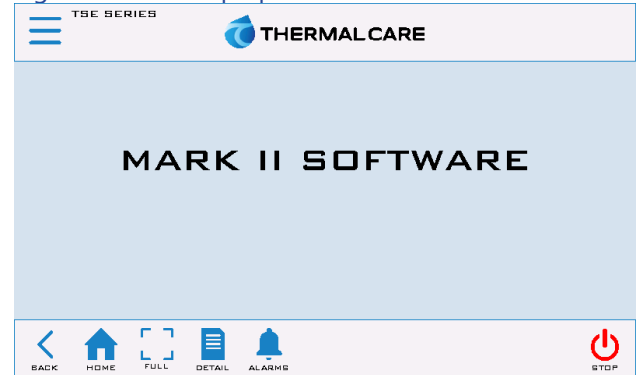 TSE SERIES
THERMALCARE
MARK II SOFTWARE
BACK HOME FULL DETAIL ALARMS STOP